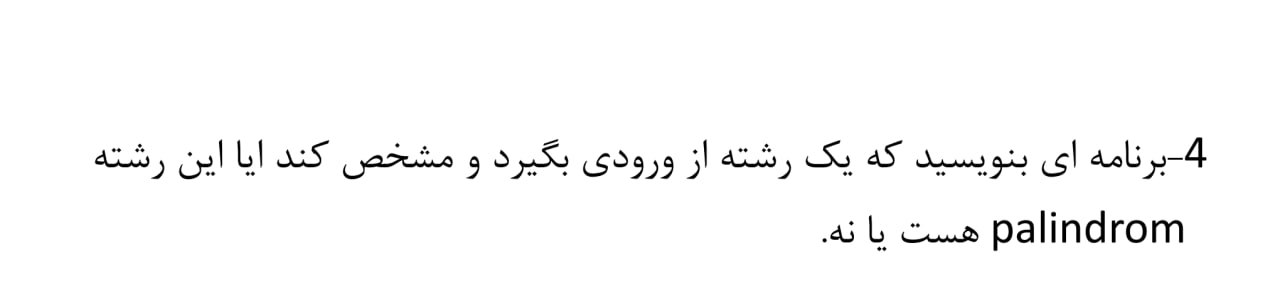 4-برنامه ای بنویسید که یک رشته از ورودی بگیرد و مشخص کند ایا این رشته
palindrom هست یا نه.